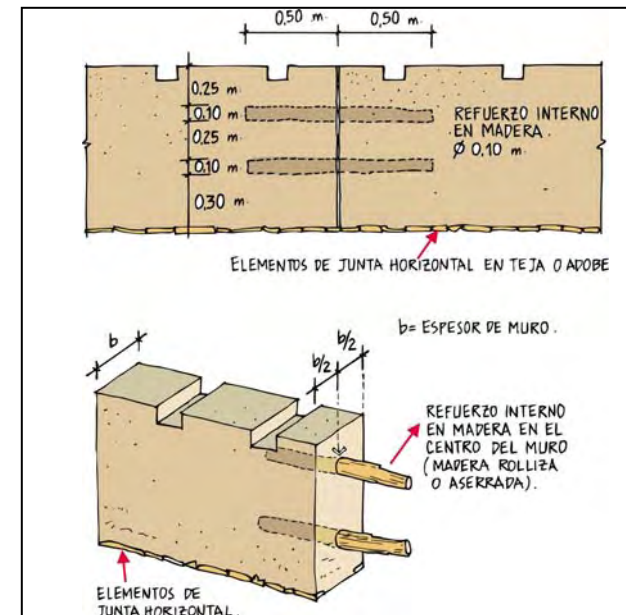 0,50 m. 0,50 m.
0.25 m.
0,10 m.
0,25 m.
0,10 m.
0,30 m.
REFUERZO INTERNO
EN MADERA.
Ø 0,10 m.
ELEMENTOS DE JUNTA HORIZONTAL EN TEJA O ADOBE
b= ESPESOR DE MURO.
b
b/2
b/2
REFUERZO INTERNO
EN MADERA EN EL
CENTRO DEL MURO
(MADERA ROLLIZA
O ASERRADA).
ELEMENTOS DE
JUNTA HORIZONTAL.